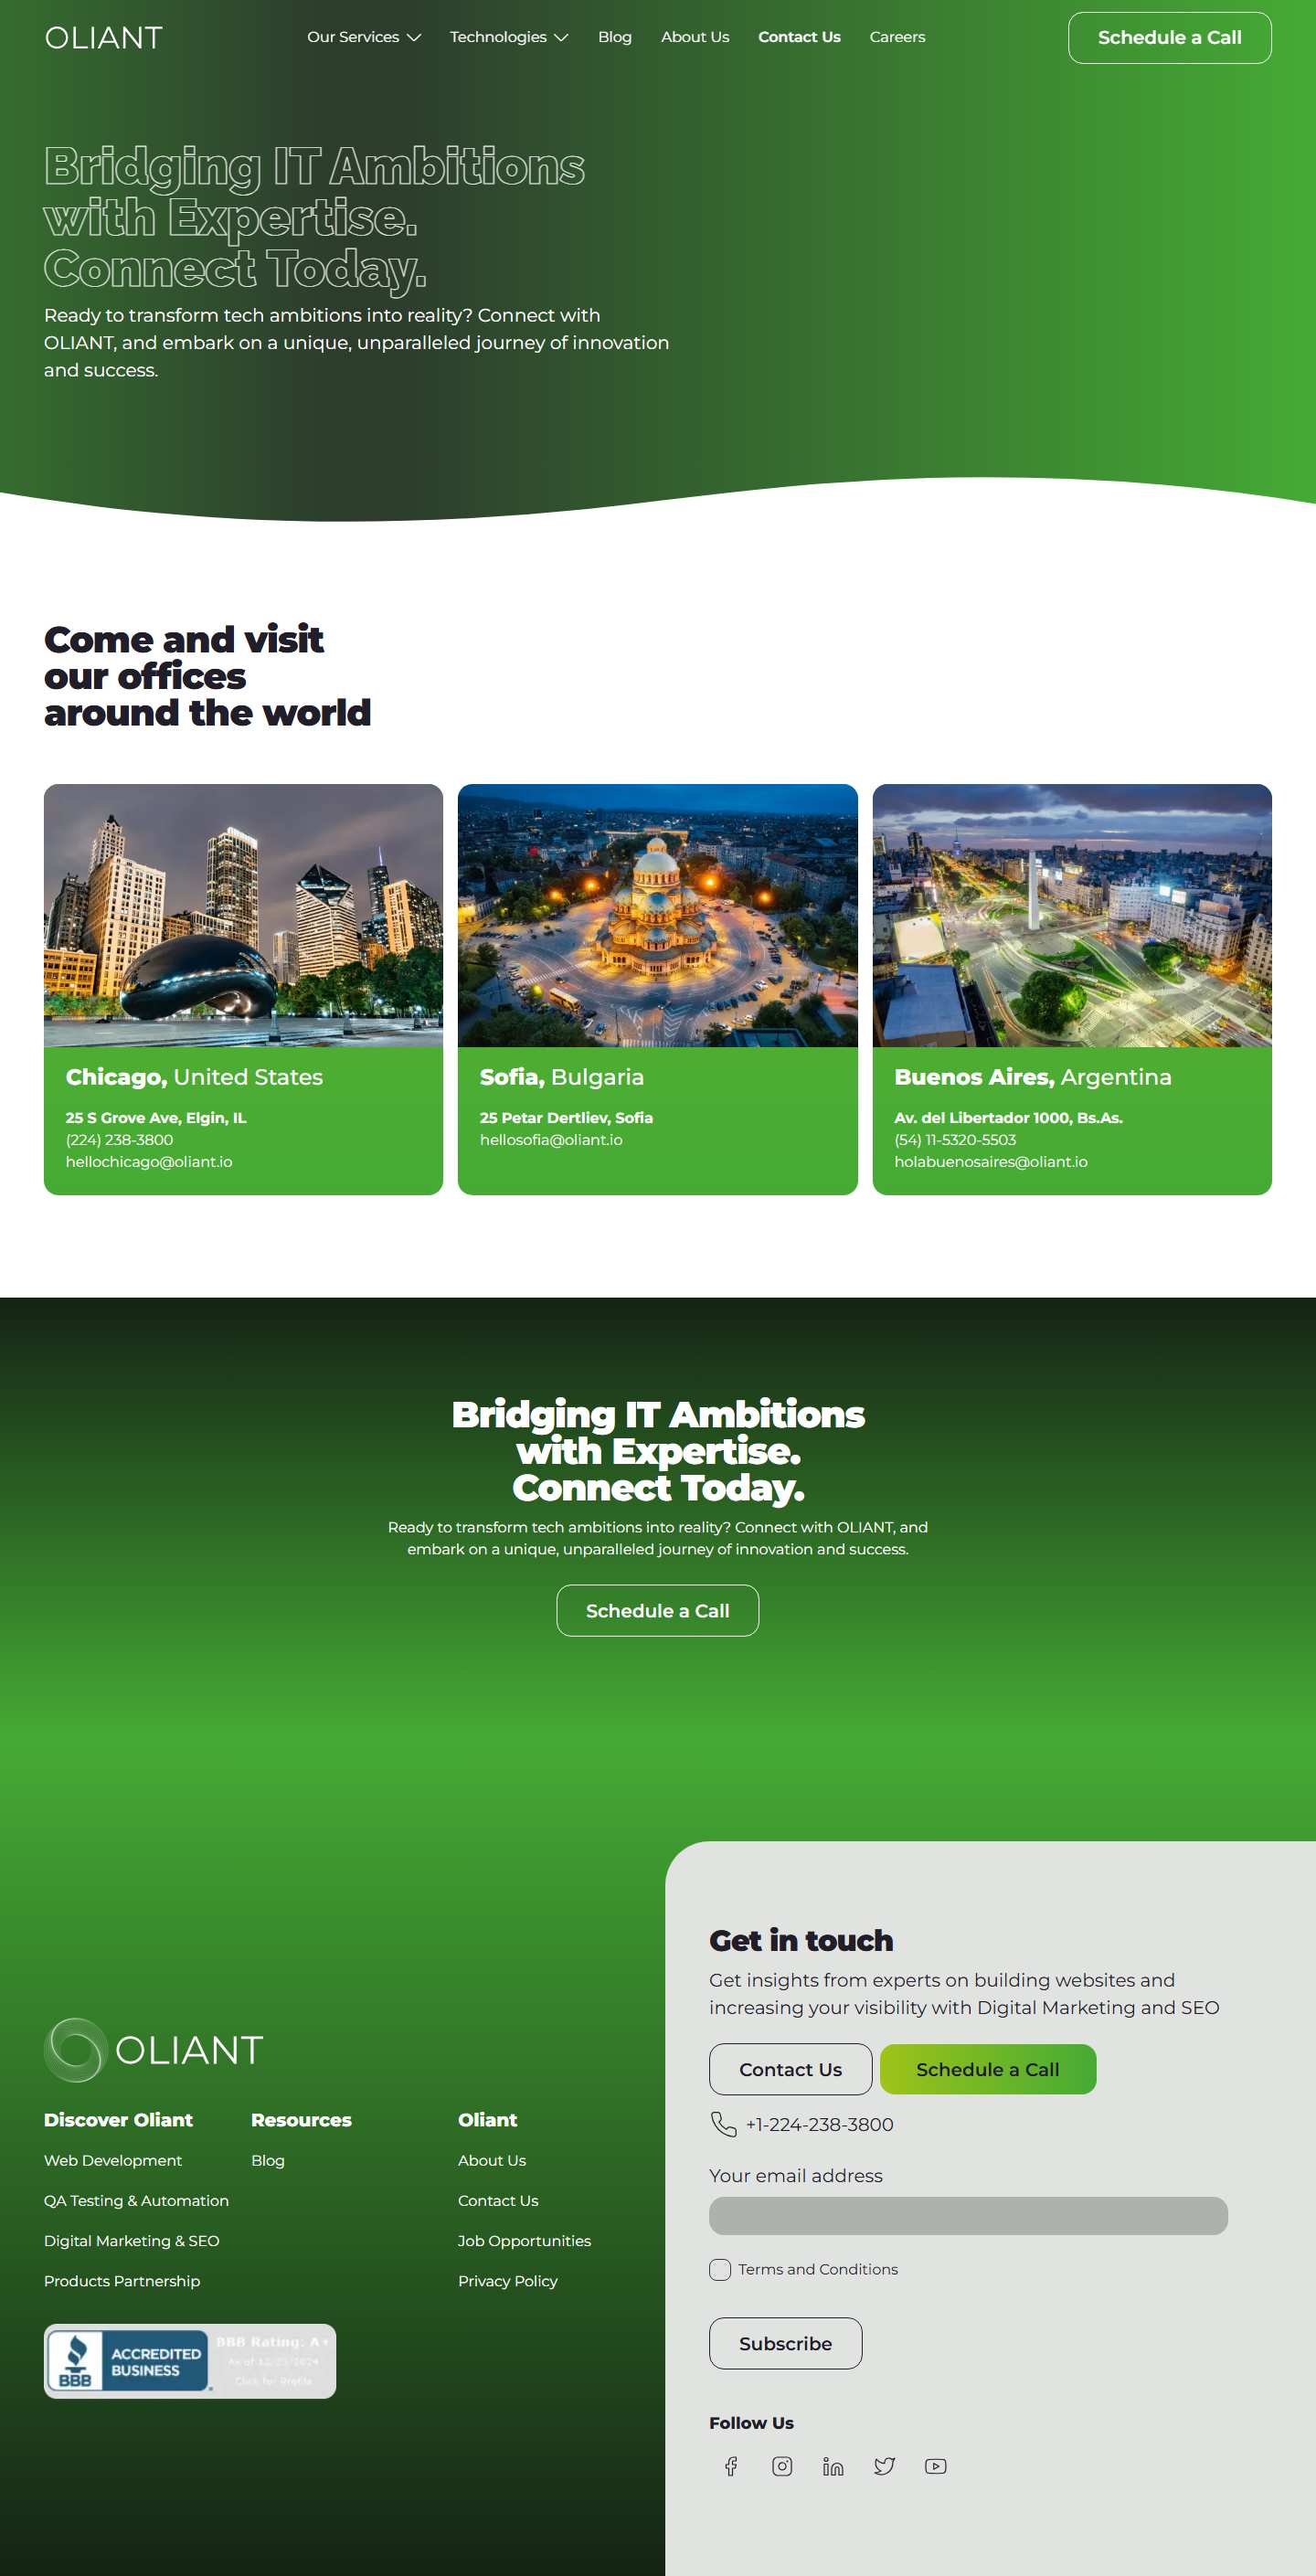 OLIANT
Our Services
Technologies
Blog
About Us
Contact Us
Careers
Schedule a Call
Bridging IT Ambitions
with Expertise.
Connect Today.
Ready to transform tech ambitions into reality? Connect with
OLIANT, and embark on a unique, unparalleled journey of innovation
and success.
Come and visit
our offices
around the world
Chicago, United States
25 S Grove Ave, Elgin, IL
(224) 238-3800
hellochicago@oliant.io
Sofia, Bulgaria
25 Petar Dertliev, Sofia
hellosofia@oliant.io
Buenos Aires, Argentina
Av. del Libertador 1000, Bs.As.
(54) 11-5320-5503
holabuenosaires@oliant.io
Bridging IT Ambitions
with Expertise.
Connect Today.
Ready to transform tech ambitions into reality? Connect with OLIANT, and
embark on a unique, unparalleled journey of innovation and success.
Schedule a Call
OLIANT
Discover Oliant
Web Development
QA Testing & Automation
Digital Marketing & SEO
Products Partnership
Resources
Blog
Oliant
About Us
Contact Us
Job Opportunities
Privacy Policy
BBB
ACCREDITED
BUSINESS
BBB Rating: A+
Click for Profile
Get in touch
Get insights from experts on building websites and
increasing your visibility with Digital Marketing and SEO
Contact Us
Schedule a Call
+1-224-238-3800
Your email address
Terms and Conditions
Subscribe
Follow Us